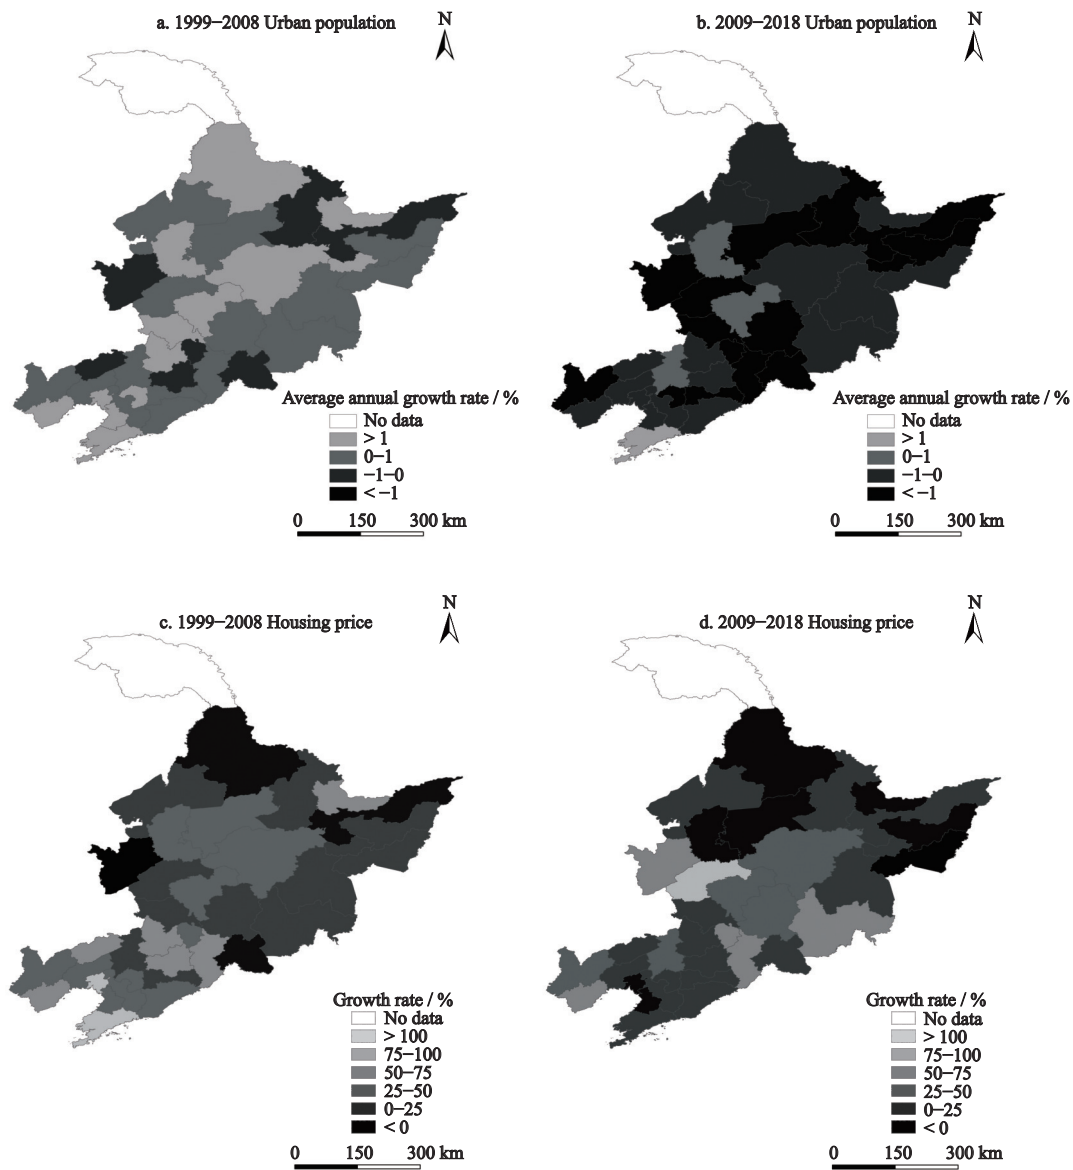 a. 1999−2008 Urban population
N
b. 2009−2018 Urban population
N
Average annual growth rate / %
No data
> 1
0−1
−1−0
< −1
0 150 300 km
Average annual growth rate / %
No data
> 1
0−1
−1−0
< −1
0 150 300 km
c. 1999−2008 Housing price
N
d. 2009−2018 Housing price
N
Growth rate / %
No data
> 100
75−100
50−75
25−50
0−25
< 0
0 150 300 km
Growth rate / %
No data
> 100
75−100
50−75
25−50
0−25
< 0
0 150 300 km